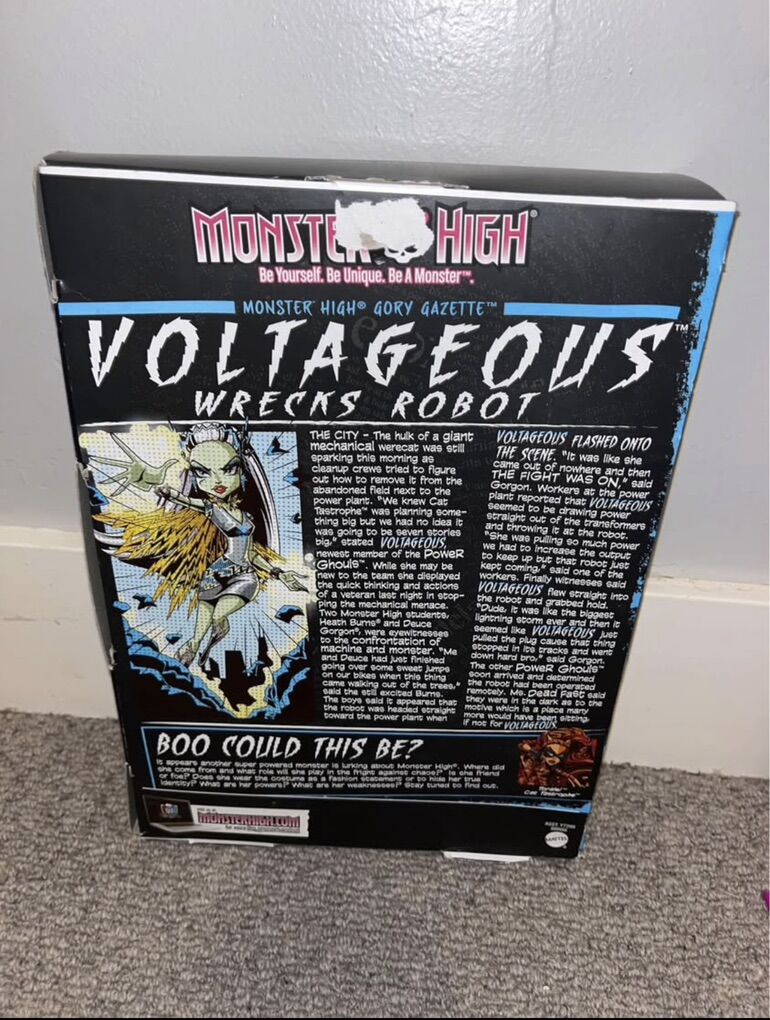 MONSTE HIGH®
Be Yourself. Be Unique. Be A Monster™.
MONSTER HIGH® GORY GAZETTE™
VOLTAGEOUS™
WRECKS ROBOT
THE CITY – The hulk of a giant
mechanical werecat was still
sparking this morning as
cleanup crews tried to figure
out how to remove it from the
abandoned field next to the
power plant. "We knew Cat
Tastrophe™ was planning some-
thing big but we had no idea it
was going to be seven stories
big," stated VOLTAGEOUS,
newest member of the POWER
GHOULS™. While she may be
new to the team she displayed
the quick thinking and actions
of a veteran last night in stop-
ping the mechanical menace.
Two Monster High students,
Heath Burns® and Deuce
Gorgon®, were eyewitnesses
to the confrontation of
machine and monster. "Me
and Deuce had just finished
going over some sweet jumps
on our bikes when this thing
came walking out of the trees,"
said the still excited Burns.
The boys said it appeared that
the robot was headed straight
toward the power plant when
VOLTAGEOUS FLASHED ONTO
THE SCENE. "It was like she
came out of nowhere and then
THE FIGHT WAS ON," said
Gorgon. Workers at the power
plant reported that VOLTAGEOUS
seemed to be drawing power
straight out of the transformers
and throwing it at the robot.
"She was pulling so much power
we had to increase the output
to keep up but that robot just
kept coming," said one of the
workers. Finally witnesses said
VOLTAGEOUS flew straight into
the robot and grabbed hold.
"Dude, it was like the biggest
lightning storm ever and then it
seemed like VOLTAGEOUS just
pulled the plug cause that thing
stopped in its tracks and went
down hard bro," said Gorgon.
The other POWER GHOULS™
soon arrived and determined
the robot had been operated
remotely. Ms. Dead Fast said
they were in the dark as to the
motive which is a place many
more would have been sitting,
if not for VOLTAGEOUS.
BOO COULD THIS BE?
It appears another super powered monster is lurking about Monster High®. Where did
she come from and what role will she play in the fright against chaos? Is she friend
or foe? Does she wear the costume as a fashion statement or to hide her true
identity? What are her powers? What are her weaknesses? Stay tuned to find out.
Toralei™
Cat Tastrophe™
MONSTERHIGH.COM
MATTEL